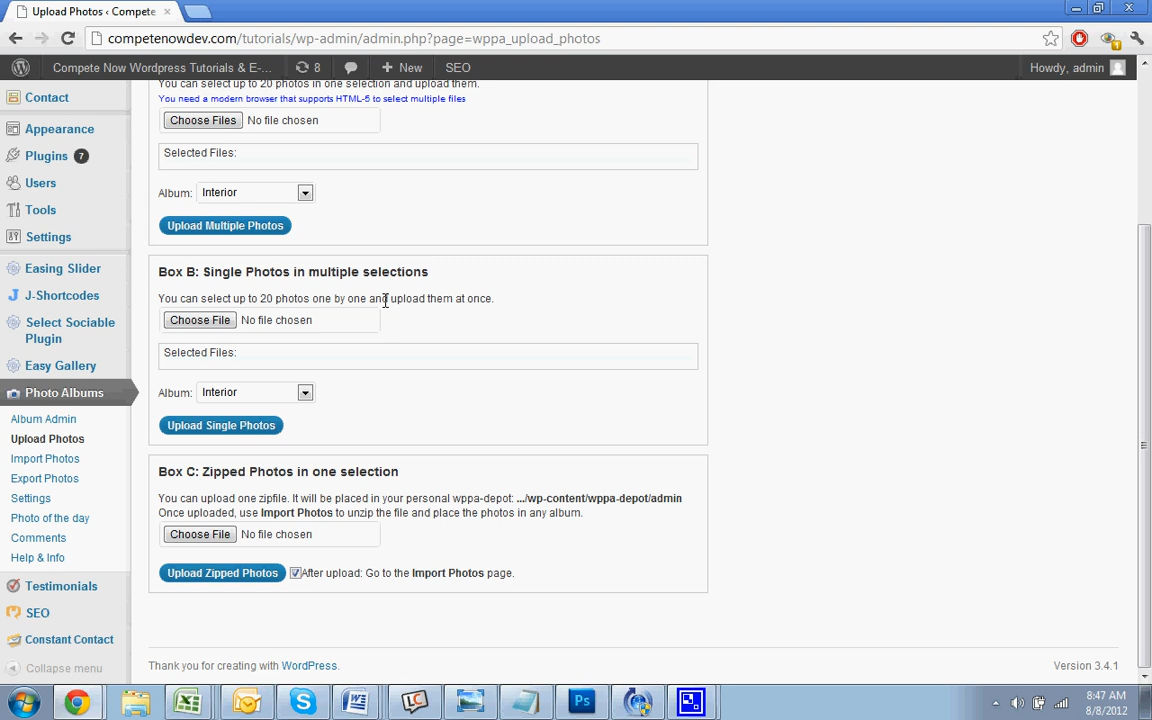 Upload Photos ‹ Compete
competenowdev.com/tutorials/wp-admin/admin.php?page=wppa_upload_photos
Compete Now Wordpress Tutorials & E-... 8 New SEO Howdy, admin
Contact
Appearance
Plugins 7
Users
Tools
Settings
Easing Slider
J-Shortcodes
Select Sociable
Plugin
Easy Gallery
Photo Albums
Album Admin
Upload Photos
Import Photos
Export Photos
Settings
Photo of the day
Comments
Help & Info
Testimonials
SEO
Constant Contact
Collapse menu
You can select up to 20 photos in one selection and upload them.
You need a modern browser that supports HTML-5 to select multiple files
Choose Files No file chosen
Selected Files:
Album: Interior
Upload Multiple Photos
Box B: Single Photos in multiple selections
You can select up to 20 photos one by one and upload them at once.
Choose File No file chosen
Selected Files:
Album: Interior
Upload Single Photos
Box C: Zipped Photos in one selection
You can upload one zipfile. It will be placed in your personal wppa-depot: .../wp-content/wppa-depot/admin
Once uploaded, use Import Photos to unzip the file and place the photos in any album.
Choose File No file chosen
Upload Zipped Photos After upload: Go to the Import Photos page.
Thank you for creating with WordPress. Version 3.4.1
LC Ps
8:47 AM
8/8/2012